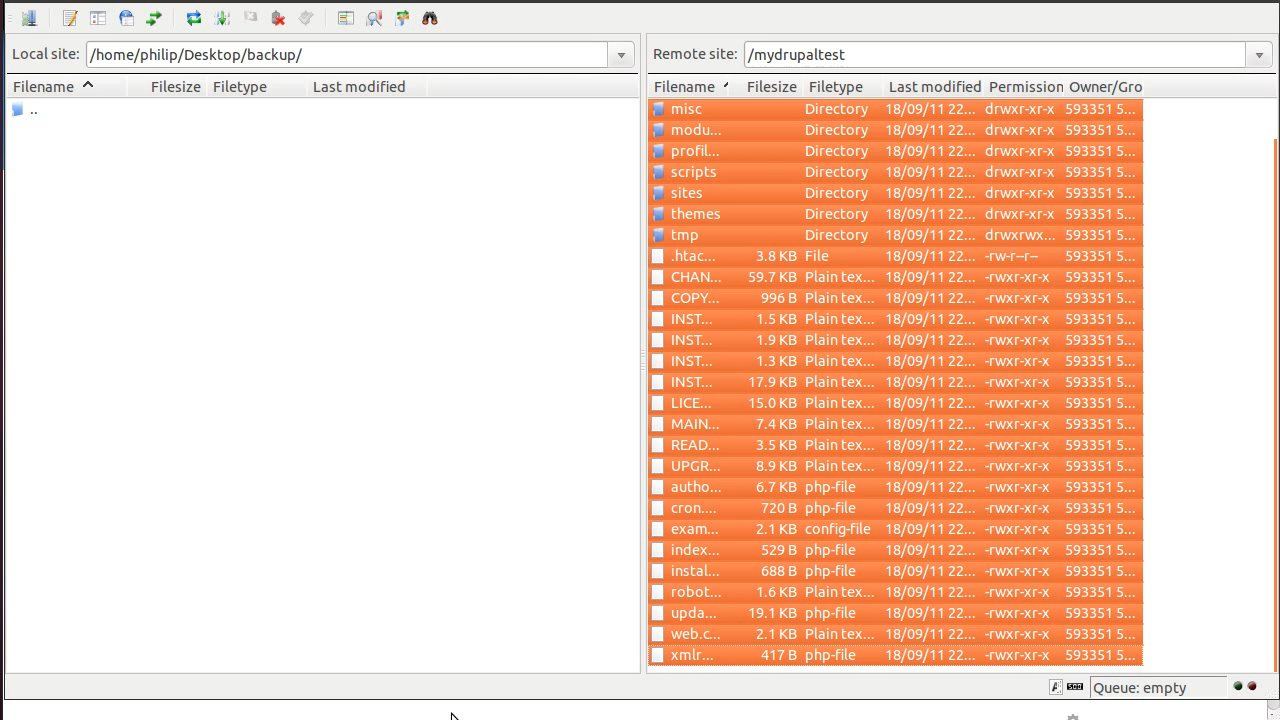 Local site: /home/philip/Desktop/backup/ Remote site: /mydrupaltest
Filename Filesize Filetype Last modified Filename Filesize Filetype Last modified Permission Owner/Gro
.. misc Directory 18/09/11 22... drwxr-xr-x 593351 5...
modu... Directory 18/09/11 22... drwxr-xr-x 593351 5...
profil... Directory 18/09/11 22... drwxr-xr-x 593351 5...
scripts Directory 18/09/11 22... drwxr-xr-x 593351 5...
sites Directory 18/09/11 22... drwxr-xr-x 593351 5...
themes Directory 18/09/11 22... drwxr-xr-x 593351 5...
tmp Directory 18/09/11 22... drwxrwx... 593351 5...
.htac... 3.8 KB File 18/09/11 22... -rw-r--r-- 593351 5...
CHAN... 59.7 KB Plain tex... 18/09/11 22... -rwxr-xr-x 593351 5...
COPY... 996 B Plain tex... 18/09/11 22... -rwxr-xr-x 593351 5...
INST... 1.5 KB Plain tex... 18/09/11 22... -rwxr-xr-x 593351 5...
INST... 1.9 KB Plain tex... 18/09/11 22... -rwxr-xr-x 593351 5...
INST... 1.3 KB Plain tex... 18/09/11 22... -rwxr-xr-x 593351 5...
INST... 17.9 KB Plain tex... 18/09/11 22... -rwxr-xr-x 593351 5...
LICE... 15.0 KB Plain tex... 18/09/11 22... -rwxr-xr-x 593351 5...
MAIN... 7.4 KB Plain tex... 18/09/11 22... -rwxr-xr-x 593351 5...
READ... 3.5 KB Plain tex... 18/09/11 22... -rwxr-xr-x 593351 5...
UPGR... 8.9 KB Plain tex... 18/09/11 22... -rwxr-xr-x 593351 5...
autho... 6.7 KB php-file 18/09/11 22... -rwxr-xr-x 593351 5...
cron.... 720 B php-file 18/09/11 22... -rwxr-xr-x 593351 5...
exam... 2.1 KB config-file 18/09/11 22... -rwxr-xr-x 593351 5...
index... 529 B php-file 18/09/11 22... -rwxr-xr-x 593351 5...
instal... 688 B php-file 18/09/11 22... -rwxr-xr-x 593351 5...
robot... 1.6 KB Plain tex... 18/09/11 22... -rwxr-xr-x 593351 5...
upda... 19.1 KB php-file 18/09/11 22... -rwxr-xr-x 593351 5...
web.c... 2.1 KB Plain tex... 18/09/11 22... -rwxr-xr-x 593351 5...
xmlr... 417 B php-file 18/09/11 22... -rwxr-xr-x 593351 5...
Queue: empty